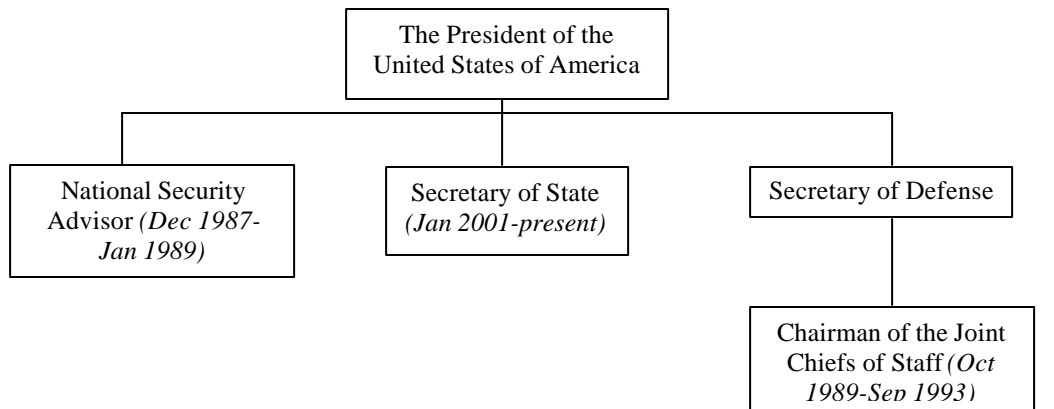 The President of the
United States of America
National Security
Advisor (Dec 1987-
Jan 1989)
Secretary of State
(Jan 2001-present)
Secretary of Defense
Chairman of the Joint
Chiefs of Staff (Oct
1989-Sep 1993)